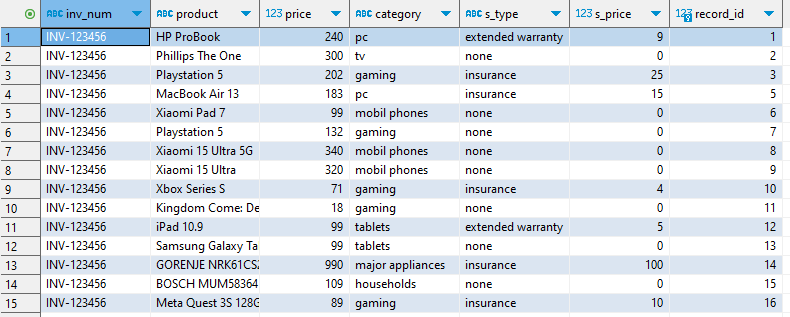 ABC inv_num ABC product 123 price ABC category ABC s_type 123 s_price 123 record_id
1 INV-123456 HP ProBook 240 pc extended warranty 9 1
2 INV-123456 Phillips The One 300 tv none 0 2
3 INV-123456 Playstation 5 202 gaming insurance 25 3
4 INV-123456 MacBook Air 13 183 pc insurance 15 5
5 INV-123456 Xiaomi Pad 7 99 mobil phones none 0 6
6 INV-123456 Playstation 5 132 gaming none 0 7
7 INV-123456 Xiaomi 15 Ultra 5G 340 mobil phones none 0 8
8 INV-123456 Xiaomi 15 Ultra 320 mobil phones none 0 9
9 INV-123456 Xbox Series S 71 gaming insurance 4 10
10 INV-123456 Kingdom Come: De 18 gaming none 0 11
11 INV-123456 iPad 10.9 99 tablets extended warranty 5 12
12 INV-123456 Samsung Galaxy Ta 99 tablets none 0 13
13 INV-123456 GORENJE NRK61CS2 990 major appliances insurance 100 14
14 INV-123456 BOSCH MUM58364 109 households none 0 15
15 INV-123456 Meta Quest 3S 128G 89 gaming insurance 10 16